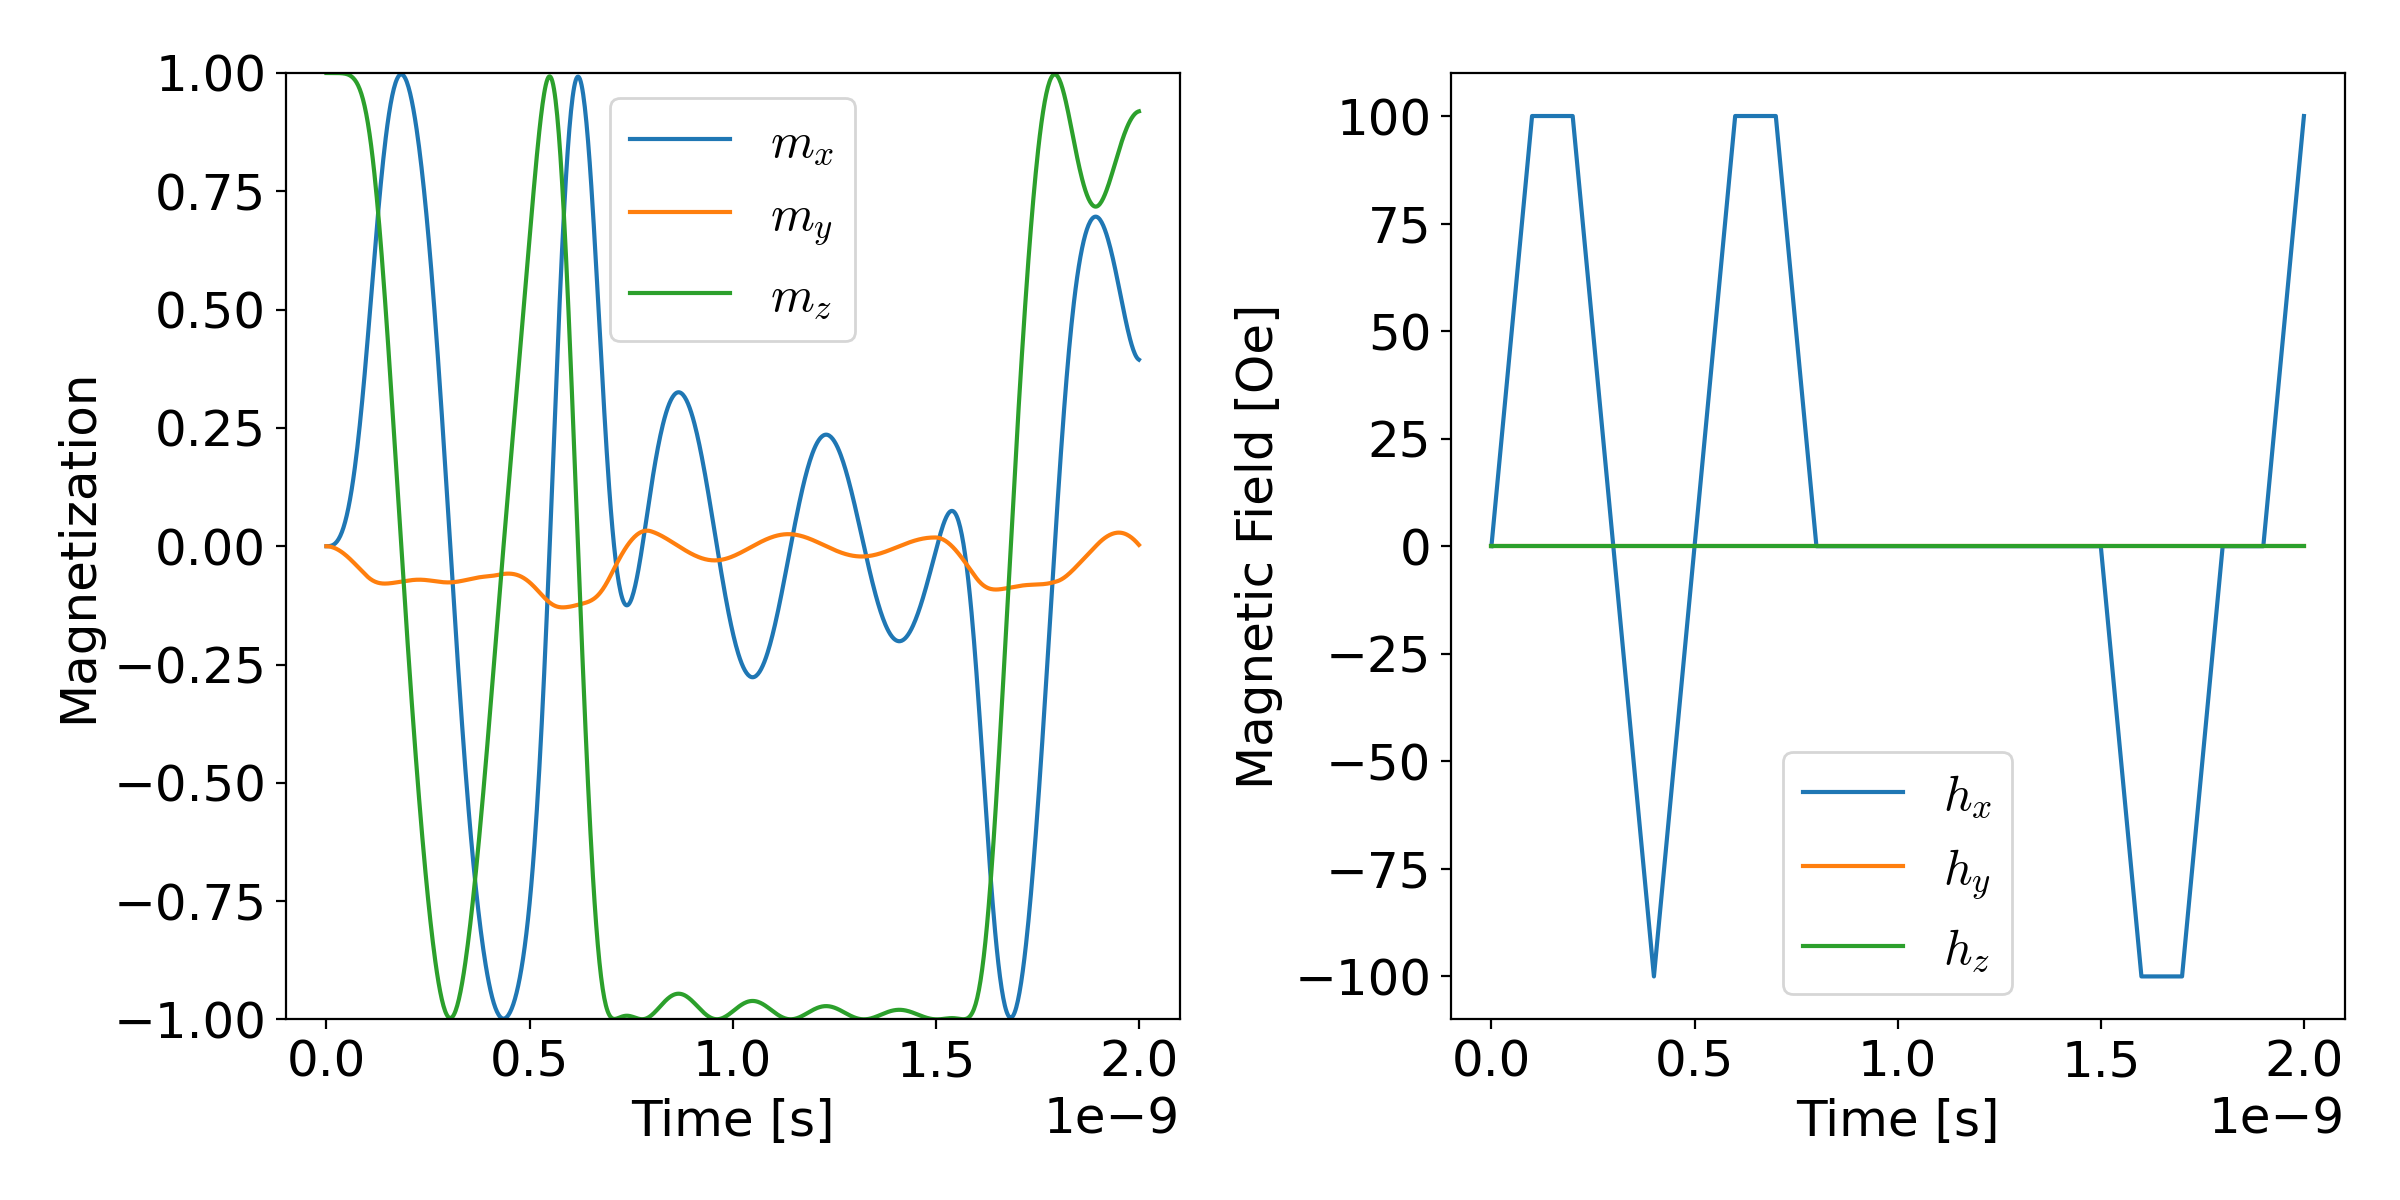 Magnetization
1.00
0.75
0.50
0.25
0.00
−0.25
−0.50
−0.75
−1.00
m_x
m_y
m_z
0.0 0.5 1.0 1.5 2.0
Time [s]
1e−9
Magnetic Field [Oe]
100
75
50
25
0
−25
−50
−75
−100
h_x
h_y
h_z
0.0 0.5 1.0 1.5 2.0
Time [s]
1e−9